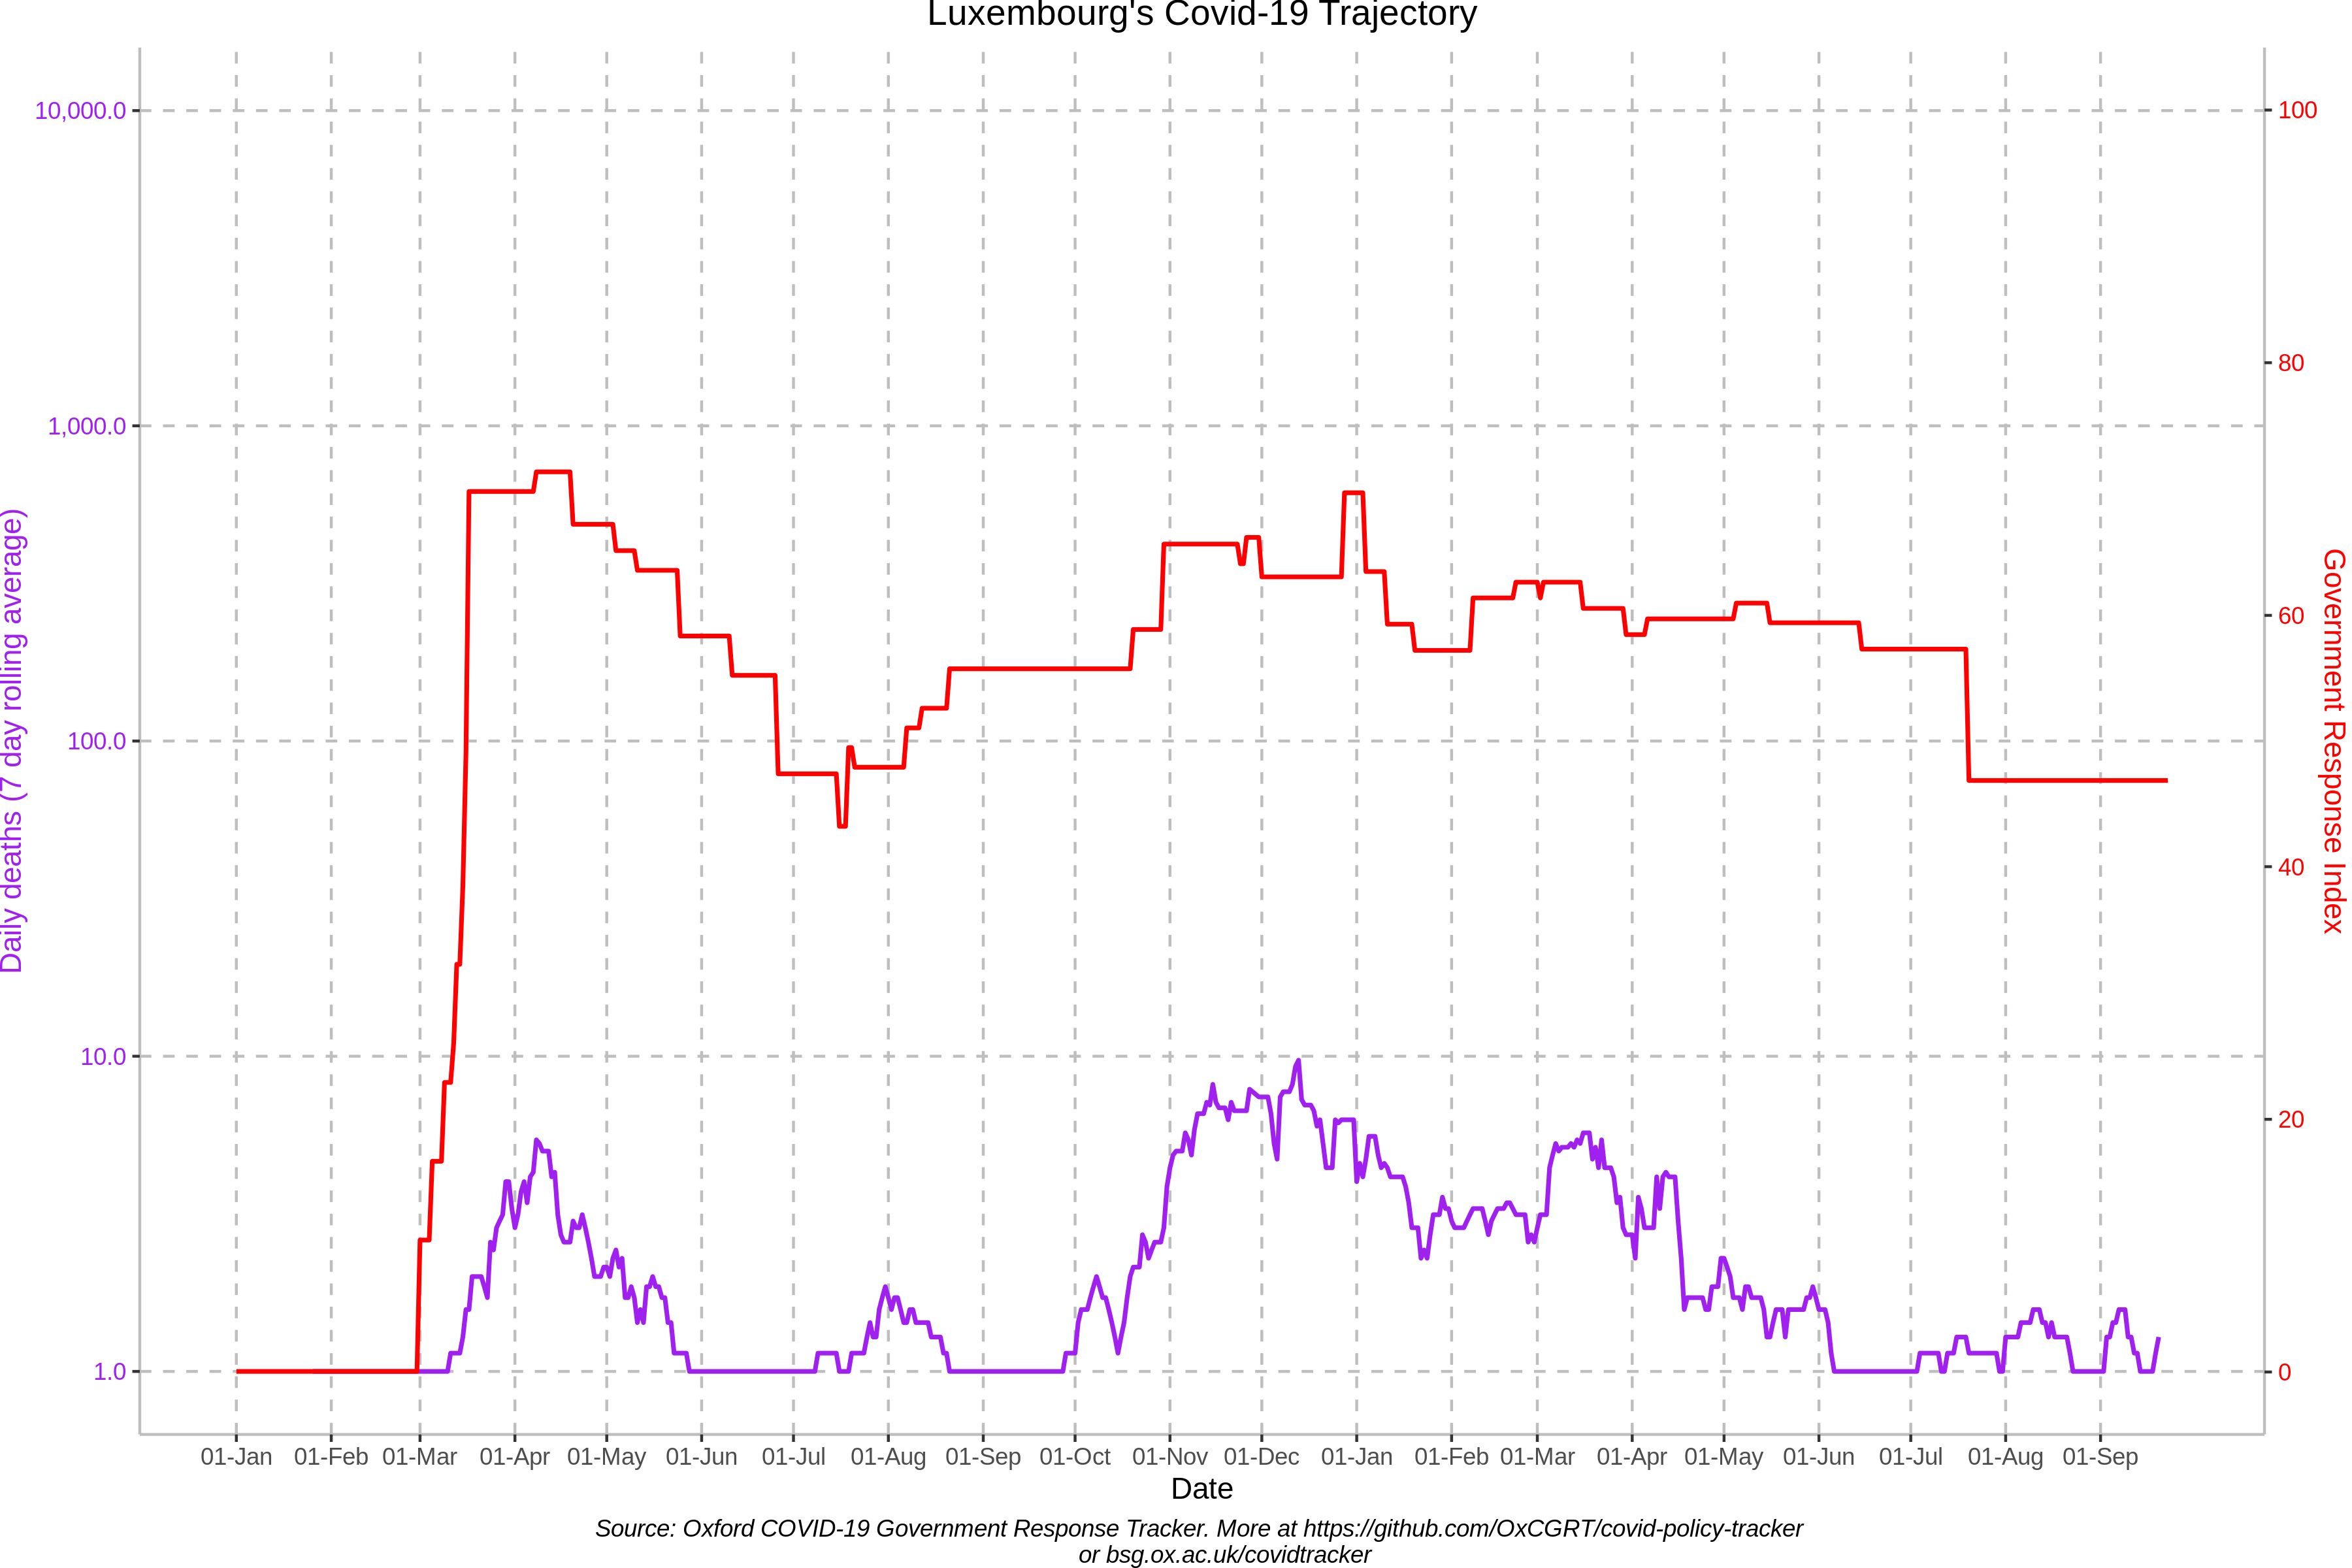 Luxembourg's Covid-19 Trajectory
10,000.0
1,000.0
100.0
10.0
1.0
Daily deaths (7 day rolling average)
100
80
60
40
20
0
Government Response Index
01-Jan 01-Feb 01-Mar 01-Apr 01-May 01-Jun 01-Jul 01-Aug 01-Sep 01-Oct 01-Nov 01-Dec 01-Jan 01-Feb 01-Mar 01-Apr 01-May 01-Jun 01-Jul 01-Aug 01-Sep
Date
Source: Oxford COVID-19 Government Response Tracker. More at https://github.com/OxCGRT/covid-policy-tracker
or bsg.ox.ac.uk/covidtracker